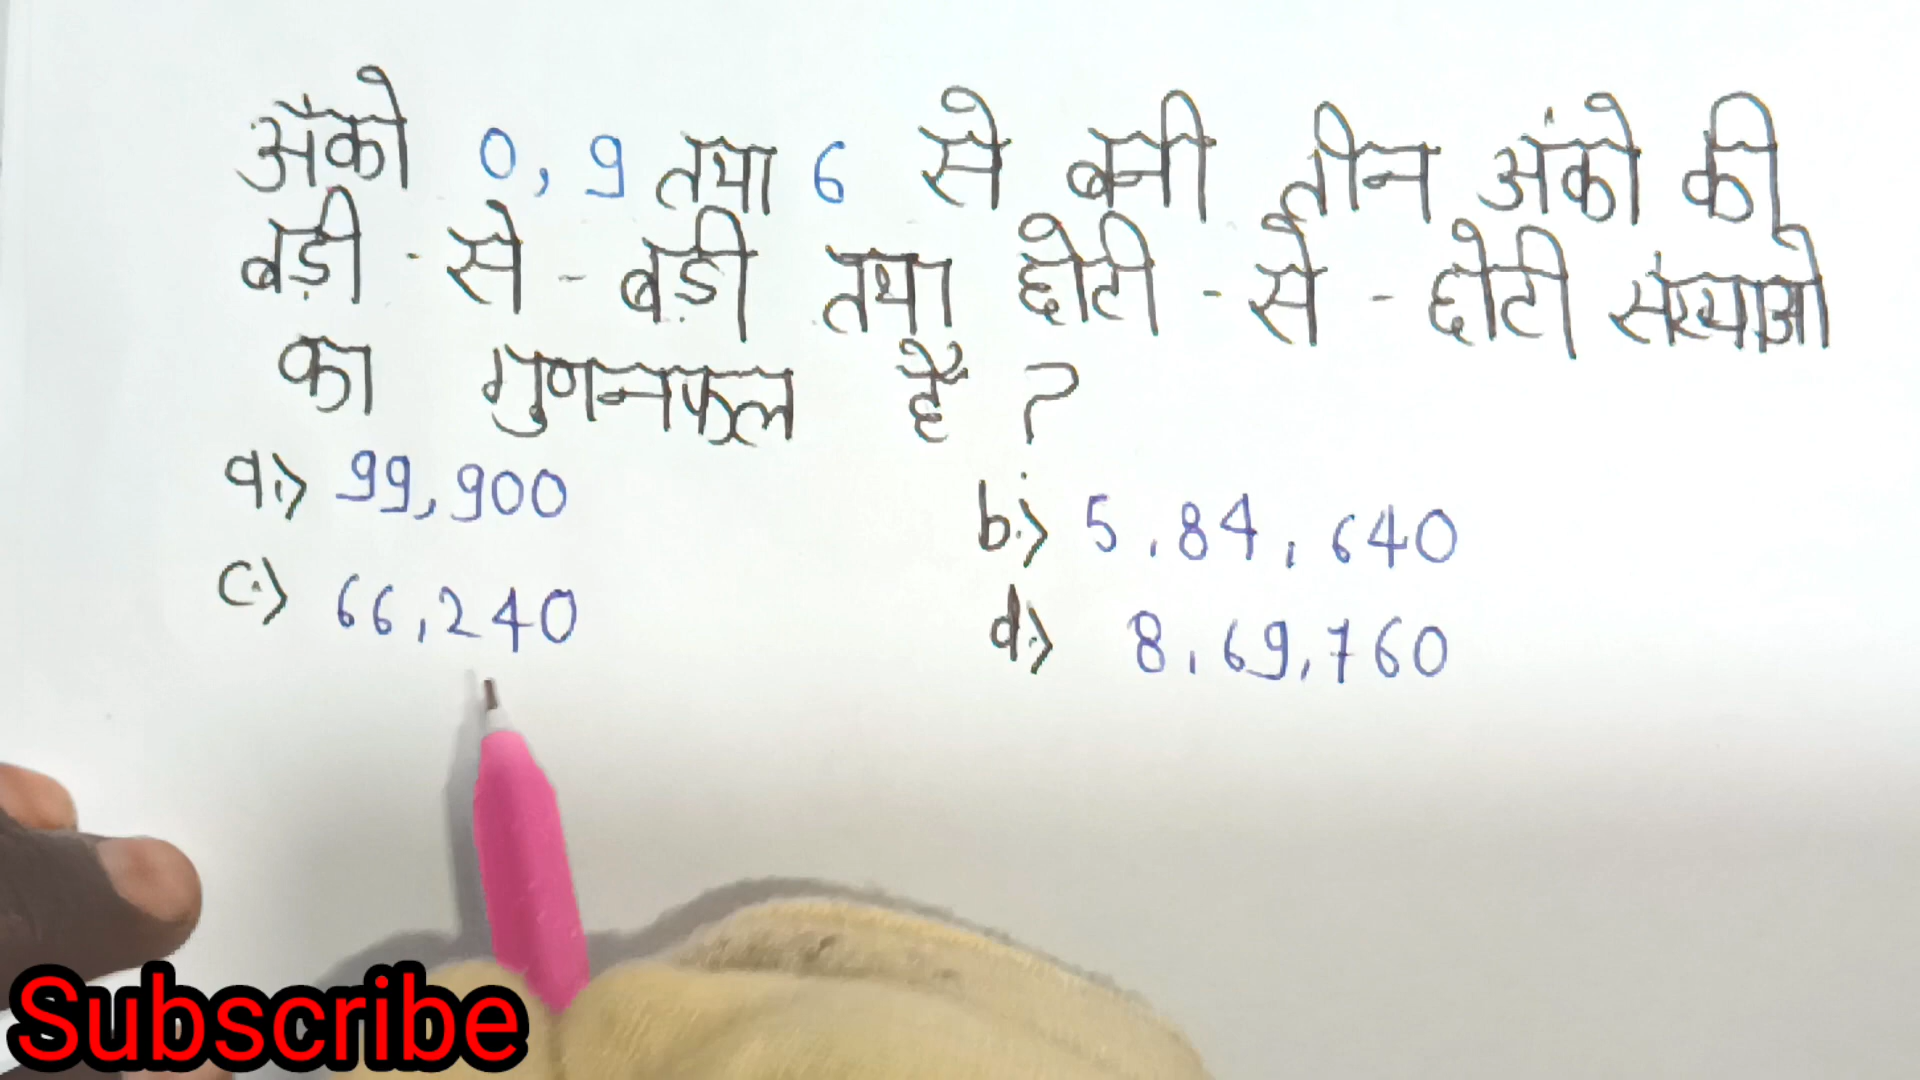 अंको 0, 9 तथा 6 से बनी तीन अंको की
बड़ी - से - बड़ी तथा छोटी - से - छोटी संख्याओ
का गुणनफल है ?
a.) 99,900
b.) 5,84,640
c.) 66,240
d.) 8,69,760
Subscribe